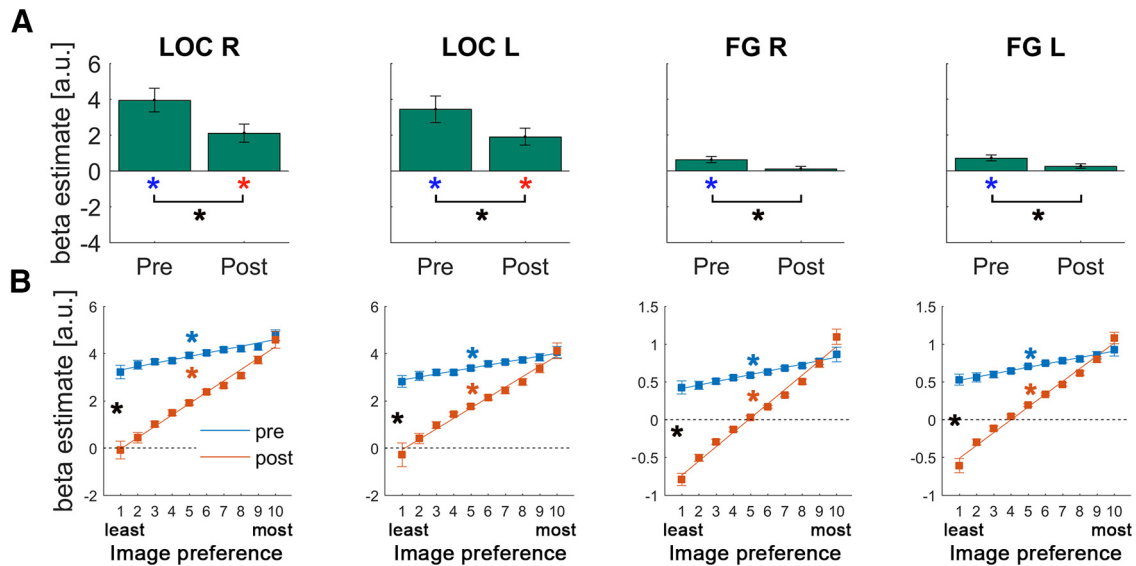 A
LOC R LOC L FG R FG L
beta estimate [a.u.]
6
4
2
0
-2
-4
* * * * * *
* * * *
Pre Post Pre Post Pre Post Pre Post
B
beta estimate [a.u.]
6 6 1.5 1.5
4 4 1 1
2 2 0.5 0.5
0 0 0 0
-0.5 -0.5
-2 -2 -1 -1
* * * *
* * * *
* * * *
pre
post
1 2 3 4 5 6 7 8 9 10 1 2 3 4 5 6 7 8 9 10 1 2 3 4 5 6 7 8 9 10 1 2 3 4 5 6 7 8 9 10
least most least most least most least most
Image preference Image preference Image preference Image preference